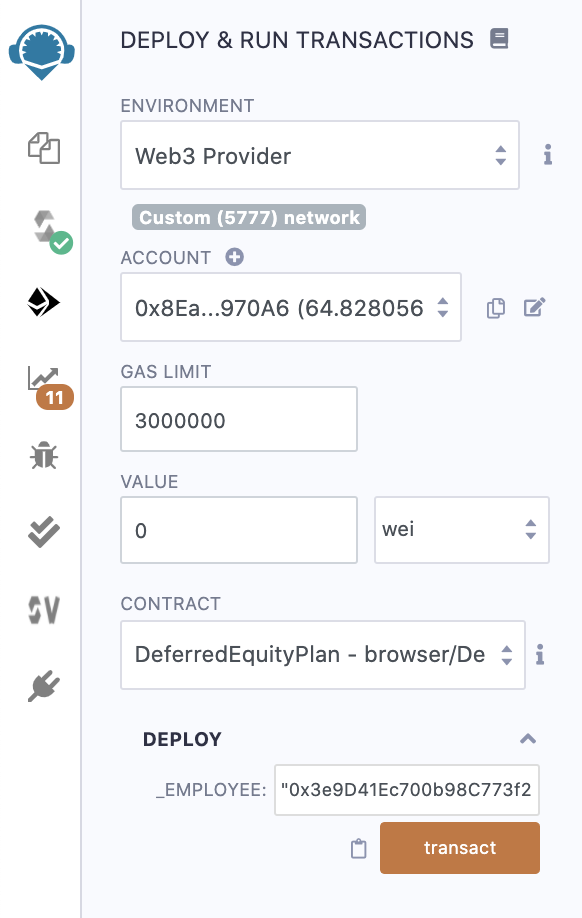 DEPLOY & RUN TRANSACTIONS
ENVIRONMENT
Web3 Provider
Custom (5777) network
ACCOUNT
0x8Ea...970A6 (64.828056
GAS LIMIT
3000000
11
VALUE
0
wei
CONTRACT
SV
DeferredEquityPlan - browser/De
DEPLOY
_EMPLOYEE:
"0x3e9D41Ec700b98C773f2
transact